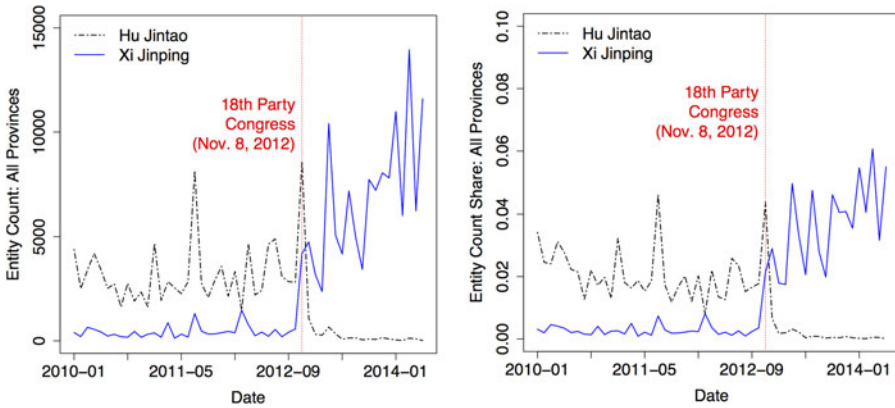 Entity Count: All Provinces
15000
10000
5000
0
Hu Jintao
Xi Jinping
18th Party
Congress
(Nov. 8, 2012)
2010−01
2011−05
2012−09
2014−01
Date
Entity Count Share: All Provinces
0.10
0.08
0.06
0.04
0.02
0.00
Hu Jintao
Xi Jinping
18th Party
Congress
(Nov. 8, 2012)
2010−01
2011−05
2012−09
2014−01
Date